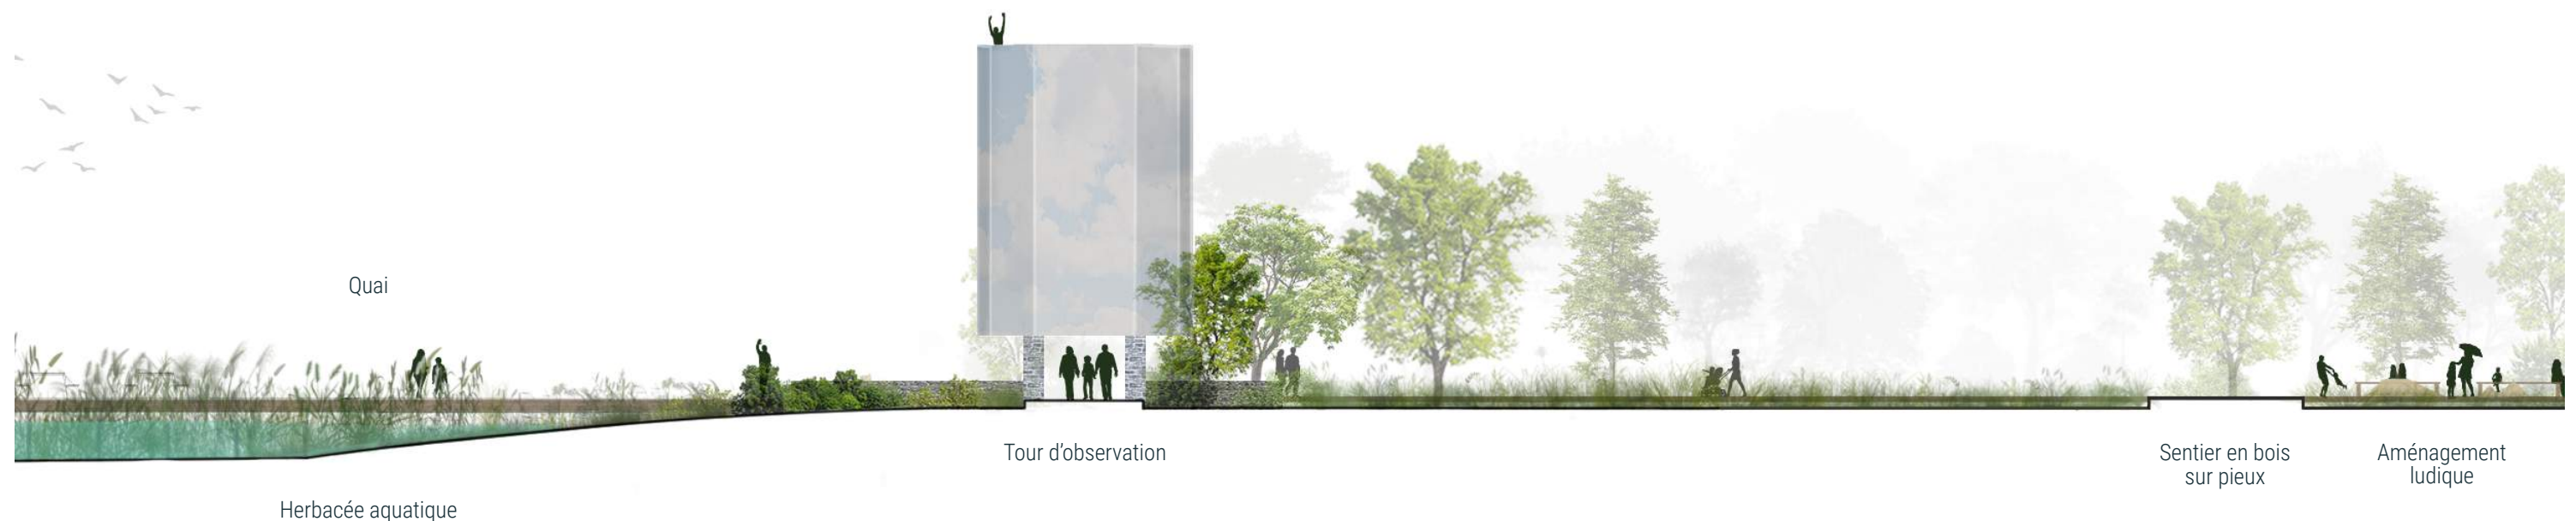 Quai
Herbacée aquatique
Tour d'observation
Sentier en bois
sur pieux
Aménagement
ludique